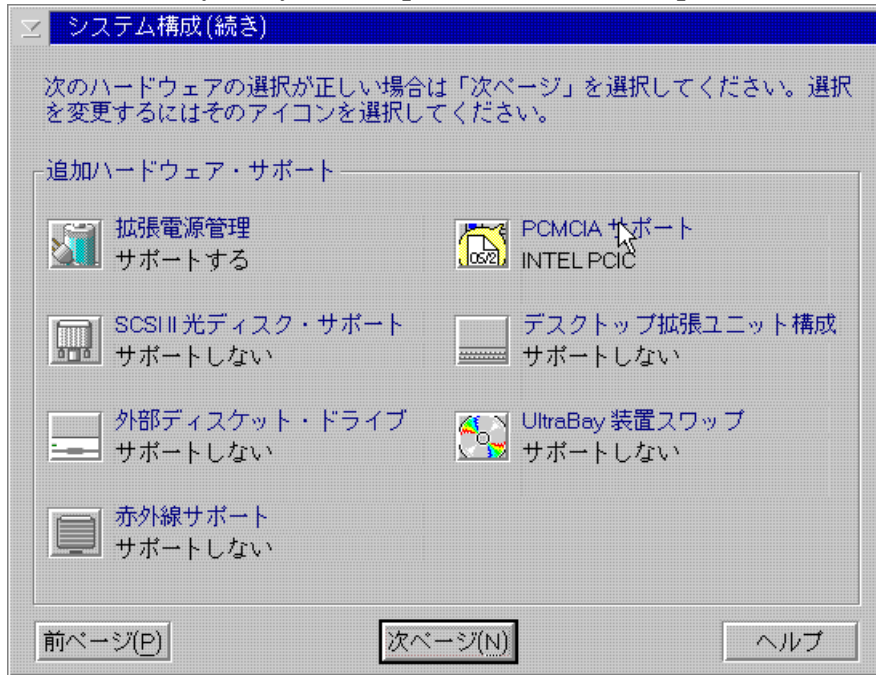 システム構成(続き)
次のハードウェアの選択が正しい場合は「次ページ」を選択してください。選択
を変更するにはそのアイコンを選択してください。
追加ハードウェア・サポート
拡張電源管理
サポートする
PCMCIA サポート
INTEL PCIC
OS/2
SCSI II 光ディスク・サポート
サポートしない
デスクトップ拡張ユニット構成
サポートしない
外部ディスケット・ドライブ
サポートしない
UltraBay 装置スワップ
サポートしない
赤外線サポート
サポートしない
前ページ(P)
次ページ(N)
ヘルプ